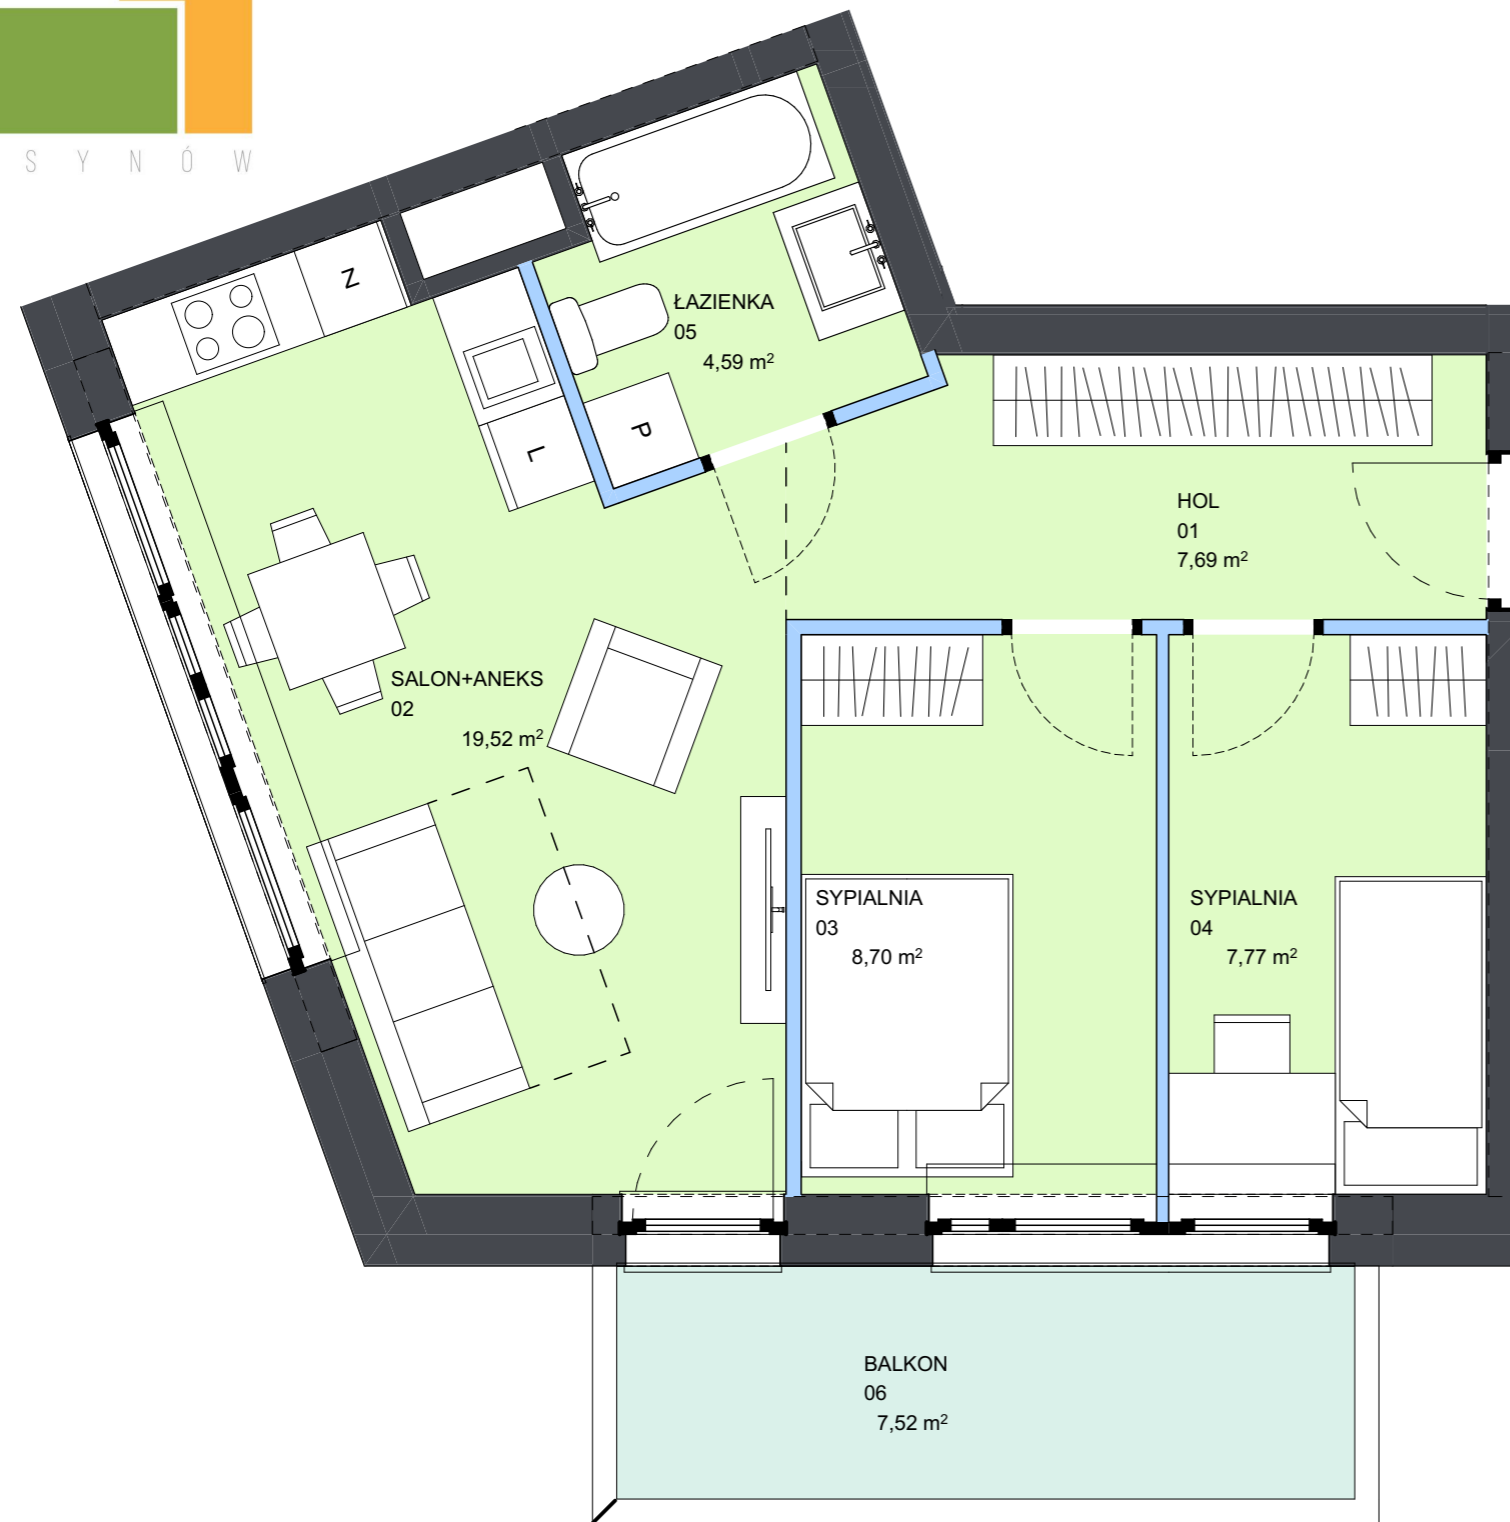 SYNÓW
Z
ŁAZIENKA
05
4,59 m²
P
L
HOL
01
7,69 m²
SALON+ANEKS
02
19,52 m²
SYPIALNIA
03
8,70 m²
SYPIALNIA
04
7,77 m²
BALKON
06
7,52 m²